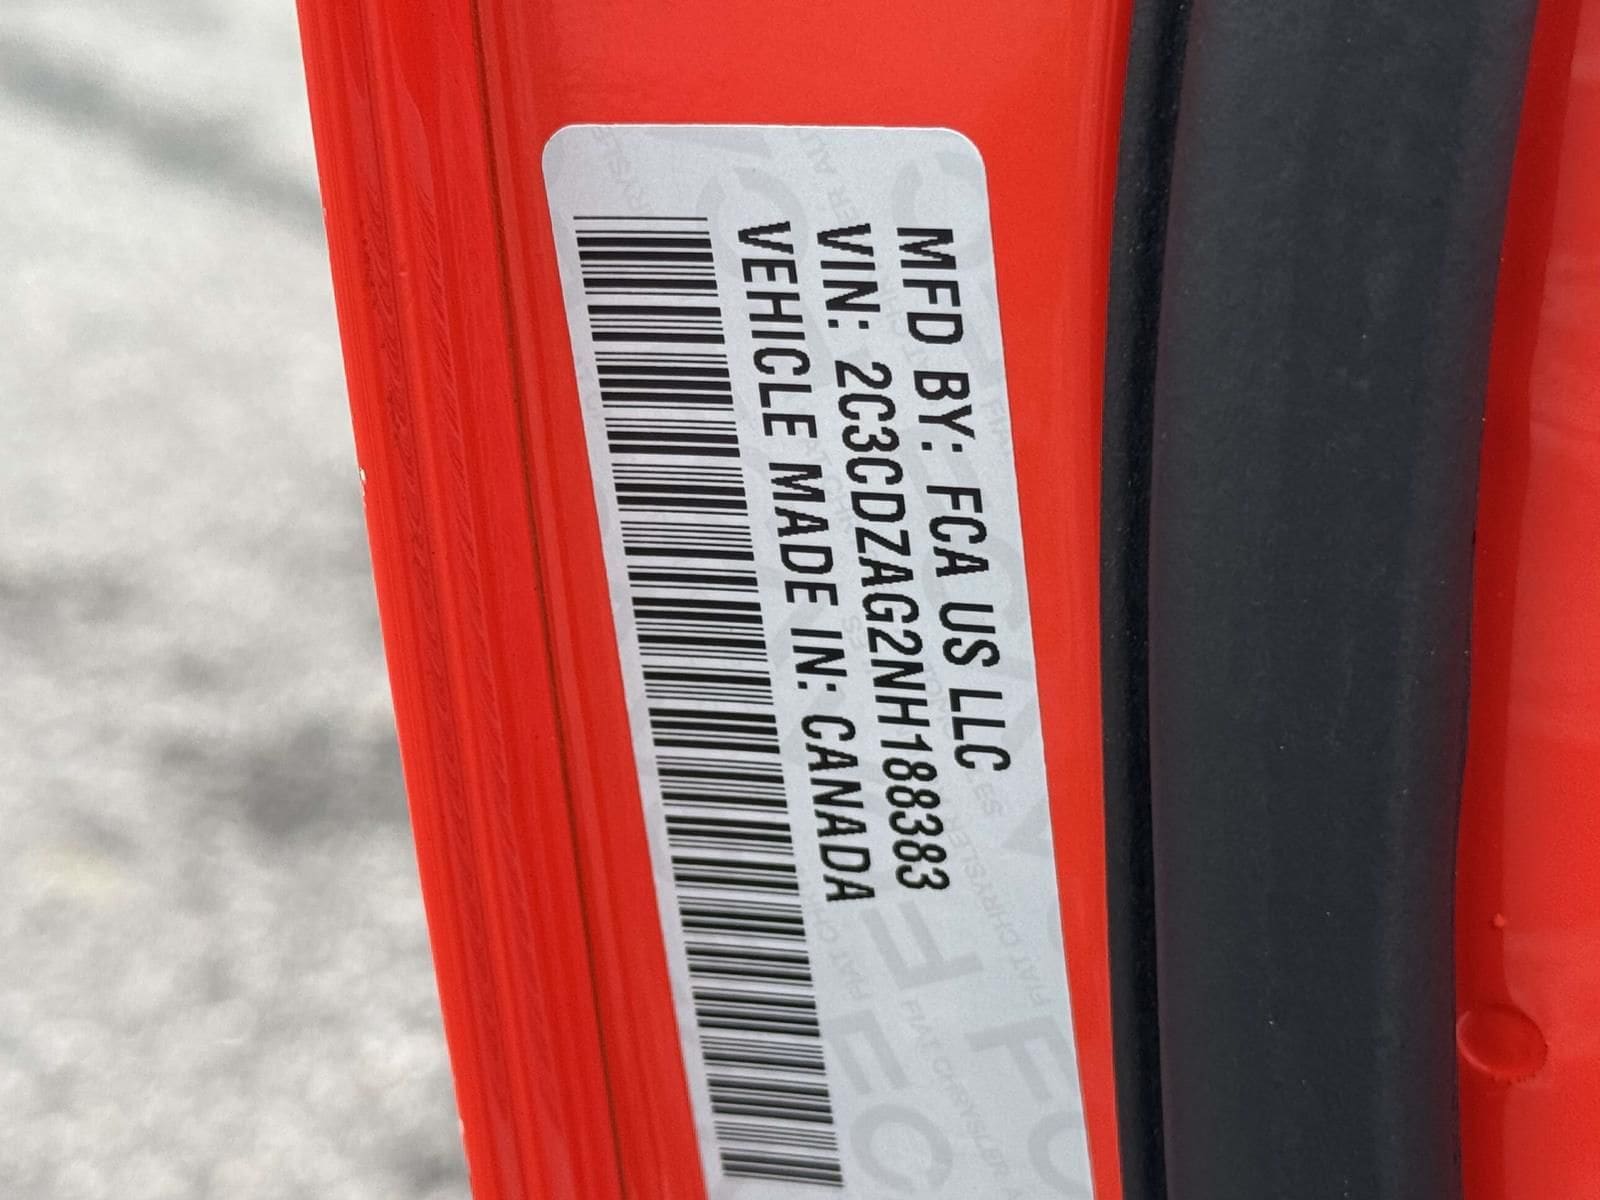 MFD BY: FCA US LLC
VIN: 2C3CDZAG2NH188383
VEHICLE MADE IN: CANADA